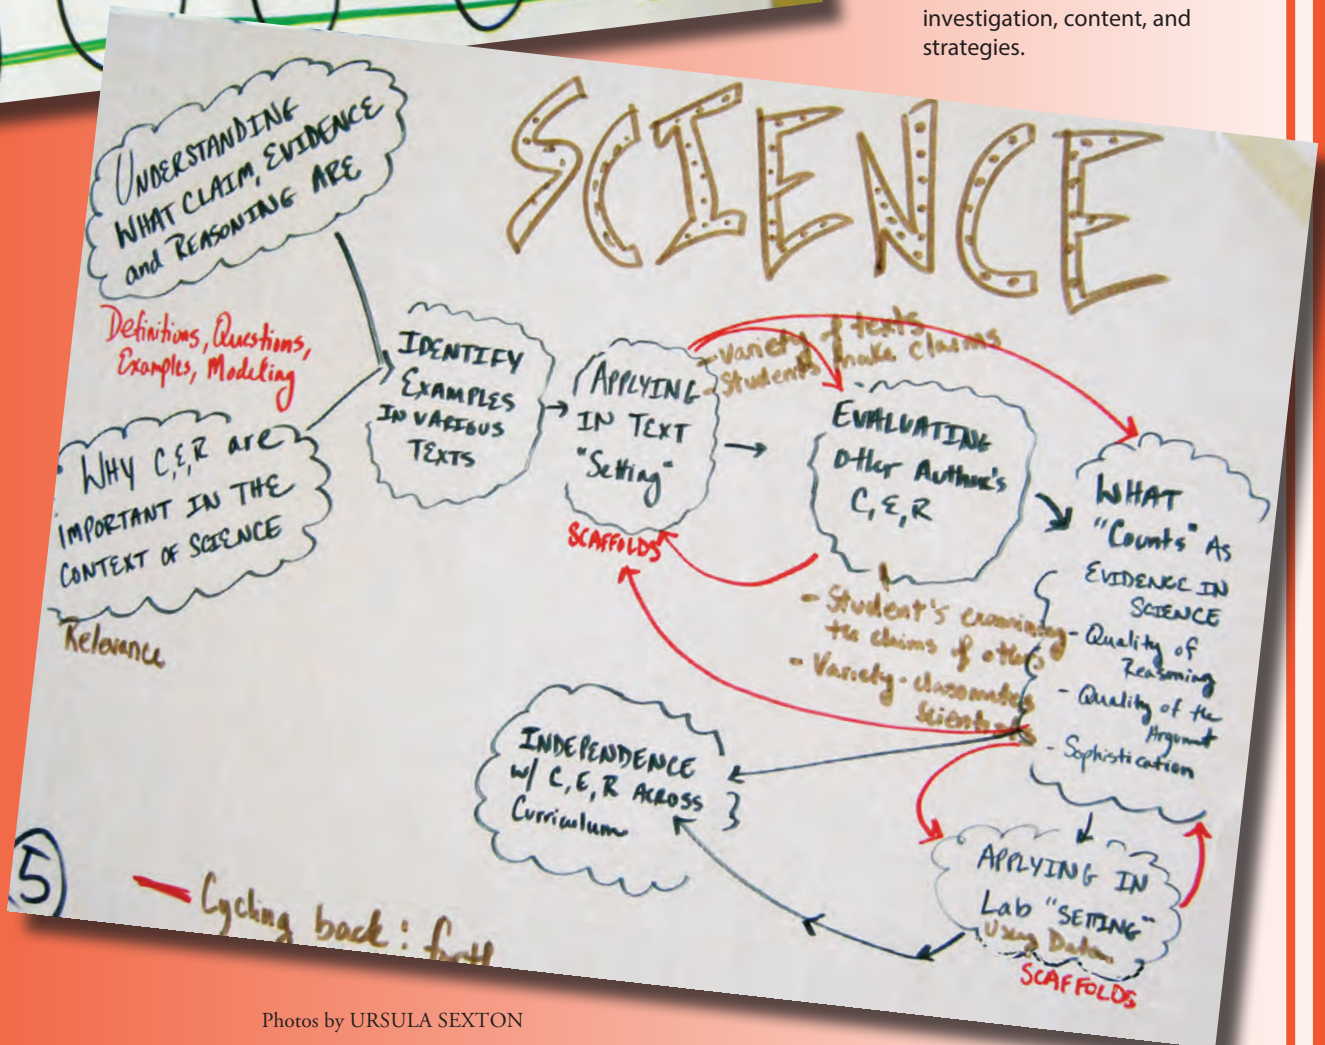 investigation, content, and
strategies.
SCIENCE
UNDERSTANDING
WHAT CLAIM, EVIDENCE
and REASONING ARE
Definitions, Questions,
Examples, Modeling
WHY C,E,R are
IMPORTANT IN THE
CONTEXT OF SCIENCE
Relevance
IDENTIFY
EXAMPLES
IN VARIOUS
TEXTS
APPLYING
IN TEXT
"Setting"
SCAFFOLDS
- Variety of texts,
- Students make claims
EVALUATING
Other Author's
C, E, R
- Student's examining
the claims of others
- Variety - classmates
Scientists
WHAT
"Counts" AS
EVIDENCE IN
SCIENCE
- Quality of
Reasoning
- Quality of the
Argument
- Sophistication
APPLYING IN
Lab "SETTING"
Using Data
SCAFFOLDS
INDEPENDENCE
w/ C, E, R ACROSS
Curriculum
5
Cycling back : forth
Photos by URSULA SEXTON